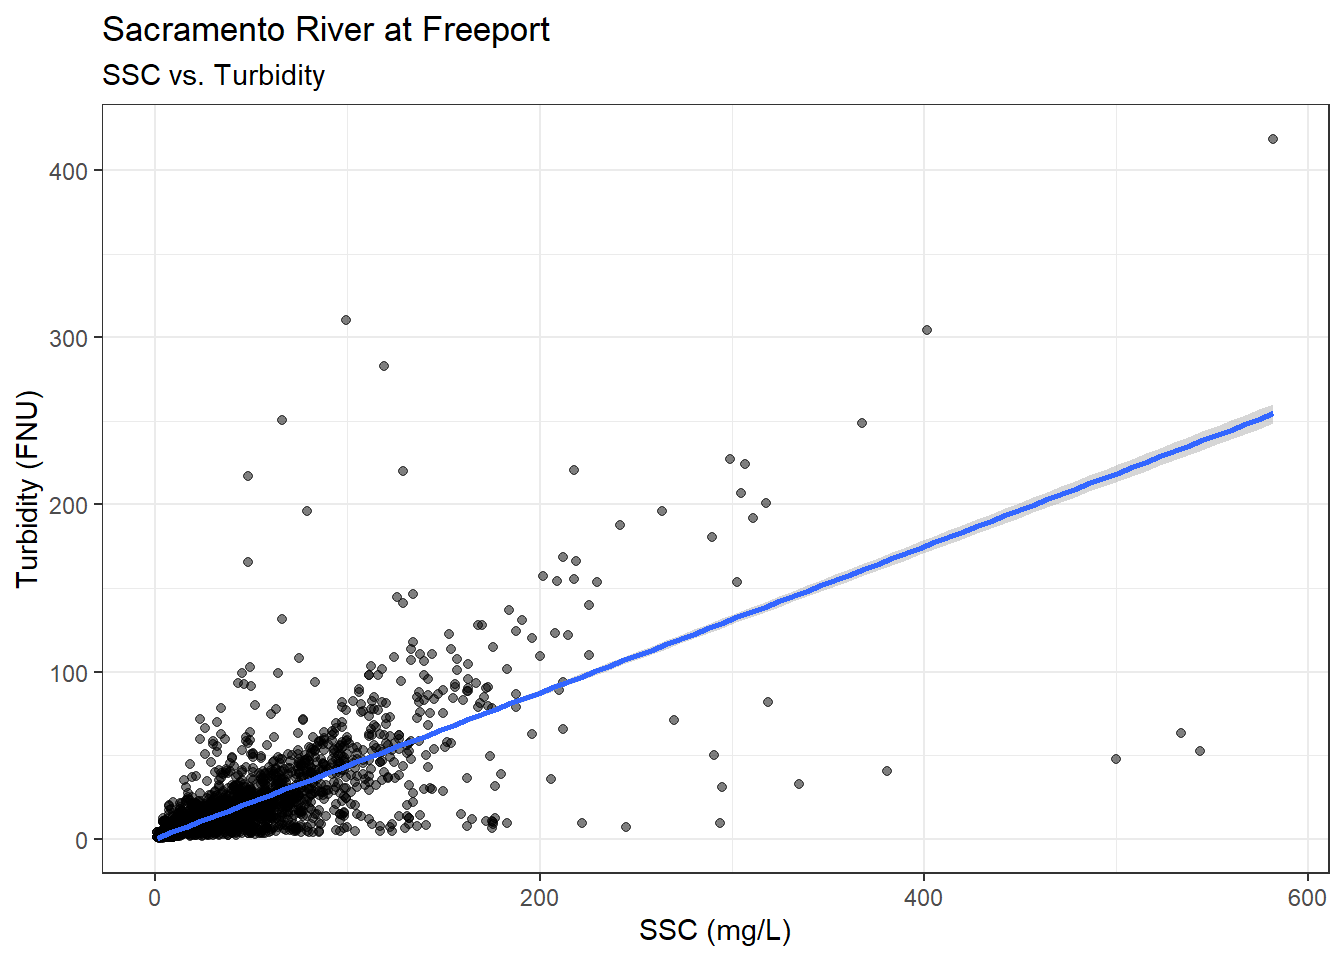 Sacramento River at Freeport
SSC vs. Turbidity
Turbidity (FNU)
400
300
200
100
0
0
200
400
600
SSC (mg/L)